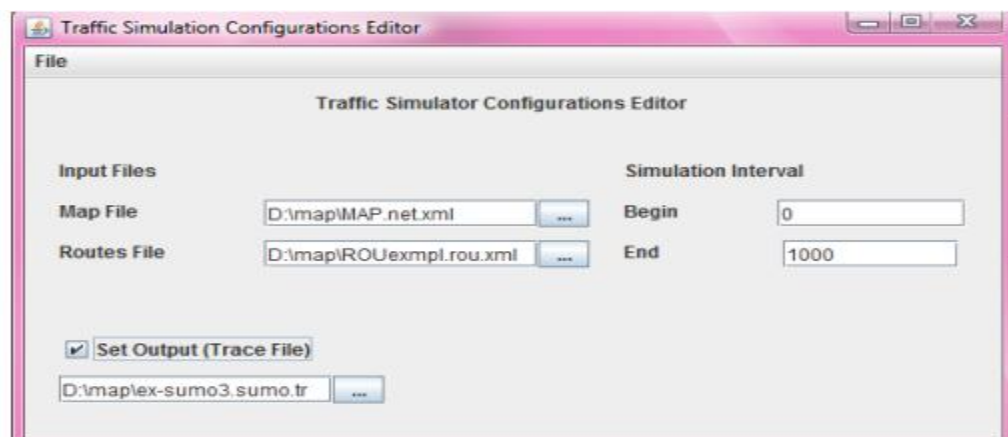 Traffic Simulation Configurations Editor
File
Traffic Simulator Configurations Editor
Input Files
Simulation Interval
Map File
D:\map\MAP.net.xml
...
Begin
0
Routes File
D:\map\ROUexmpl.rou.xml
...
End
1000
Set Output (Trace File)
D:\map\ex-sumo3.sumo.tr
...